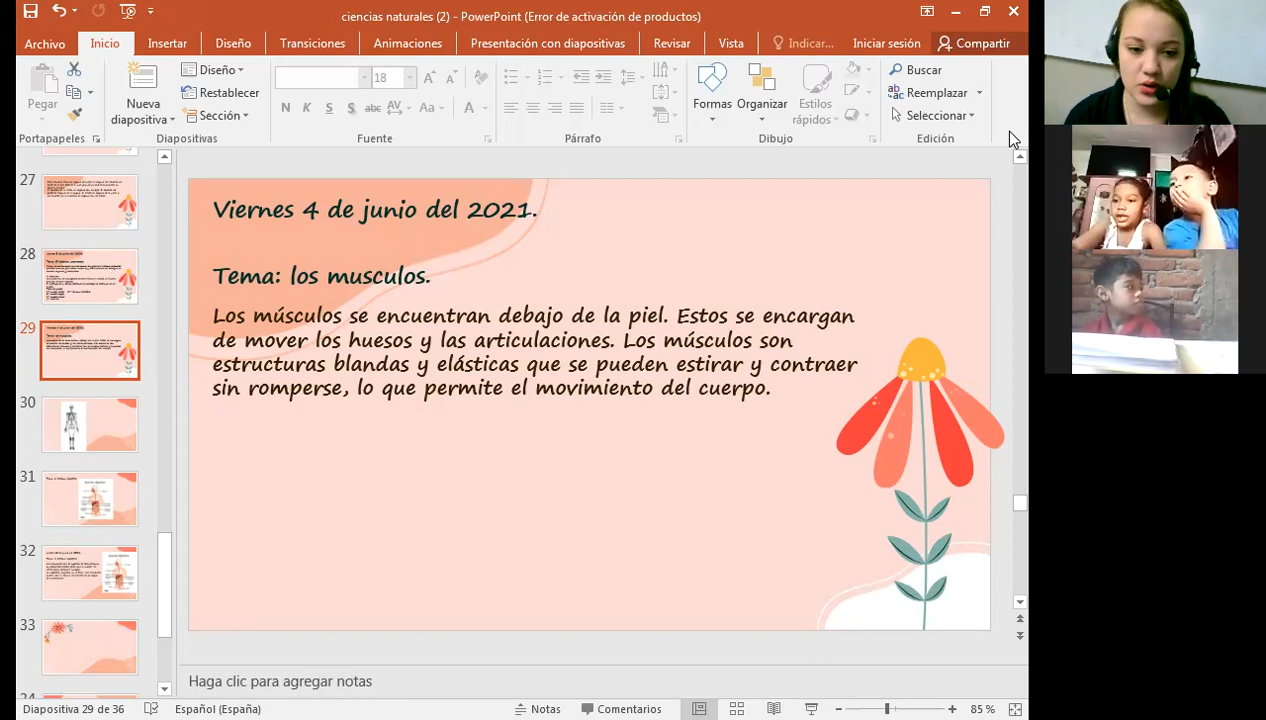 ciencias naturales (2) - PowerPoint (Error de activación de productos)
Archivo Inicio Insertar Diseño Transiciones Animaciones Presentación con diapositivas Revisar Vista Indicar... Iniciar sesión Compartir
Pegar
Nueva diapositiva
Diseño
Restablecer
Sección
18
N K S S abc AV Aa A
Formas
Organizar
Estilos rápidos
Buscar
Reemplazar
Seleccionar
Portapapeles Diapositivas Fuente Párrafo Dibujo Edición
27
28
29
30
31
32
33
Viernes 4 de junio del 2021.
Tema: los musculos.
Los músculos se encuentran debajo de la piel. Estos se encargan
de mover los huesos y las articulaciones. Los músculos son
estructuras blandas y elásticas que se pueden estirar y contraer
sin romperse, lo que permite el movimiento del cuerpo.
Haga clic para agregar notas
Diapositiva 29 de 36 Español (España) Notas Comentarios 85 %